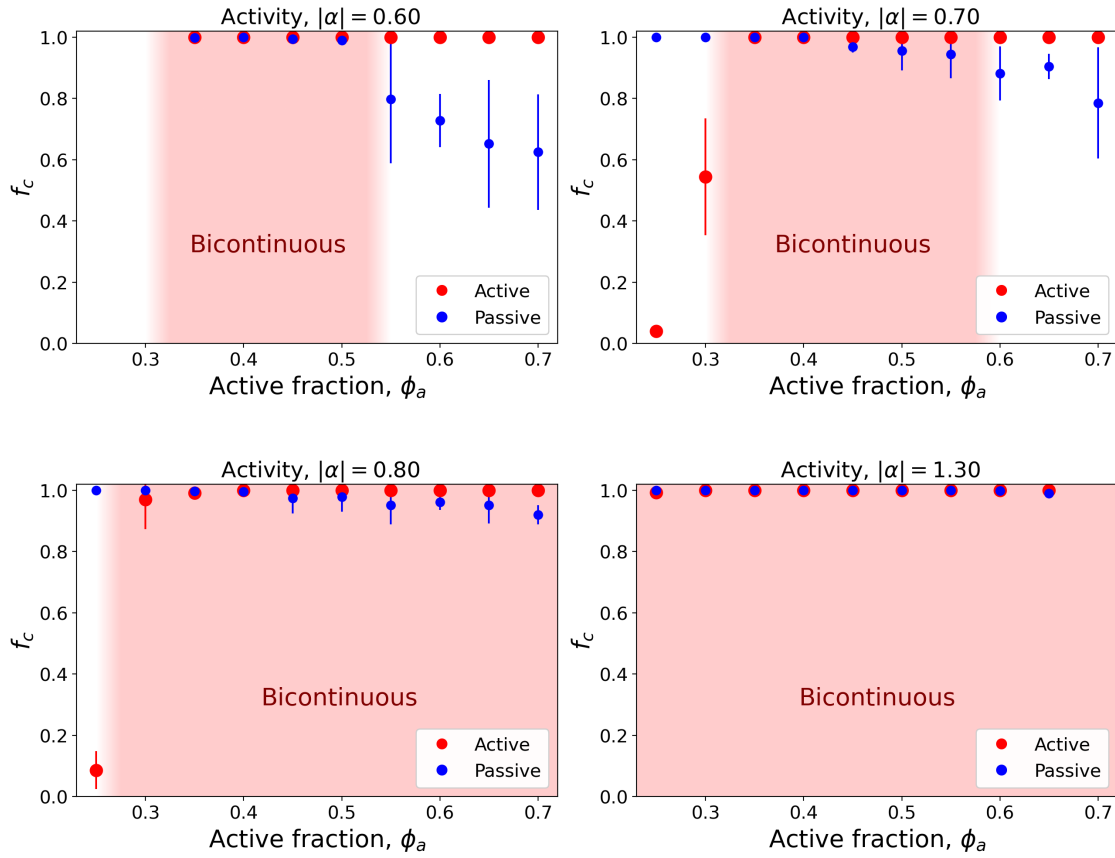 Activity, |α| = 0.60
1.0
0.8
0.6
0.4
0.2
0.0
f_c
Bicontinuous
Active
Passive
0.3 0.4 0.5 0.6 0.7
Active fraction, ϕ_a
Activity, |α| = 0.70
1.0
0.8
0.6
0.4
0.2
0.0
f_c
Bicontinuous
Active
Passive
0.3 0.4 0.5 0.6 0.7
Active fraction, ϕ_a
Activity, |α| = 0.80
1.0
0.8
0.6
0.4
0.2
0.0
f_c
Bicontinuous
Active
Passive
0.3 0.4 0.5 0.6 0.7
Active fraction, ϕ_a
Activity, |α| = 1.30
1.0
0.8
0.6
0.4
0.2
0.0
f_c
Bicontinuous
Active
Passive
0.3 0.4 0.5 0.6 0.7
Active fraction, ϕ_a